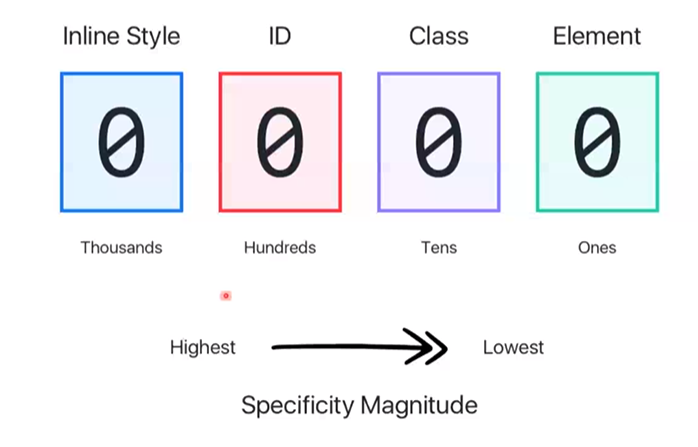 Inline Style ID Class Element
0 0 0 0
Thousands Hundreds Tens Ones
Highest Lowest
Specificity Magnitude